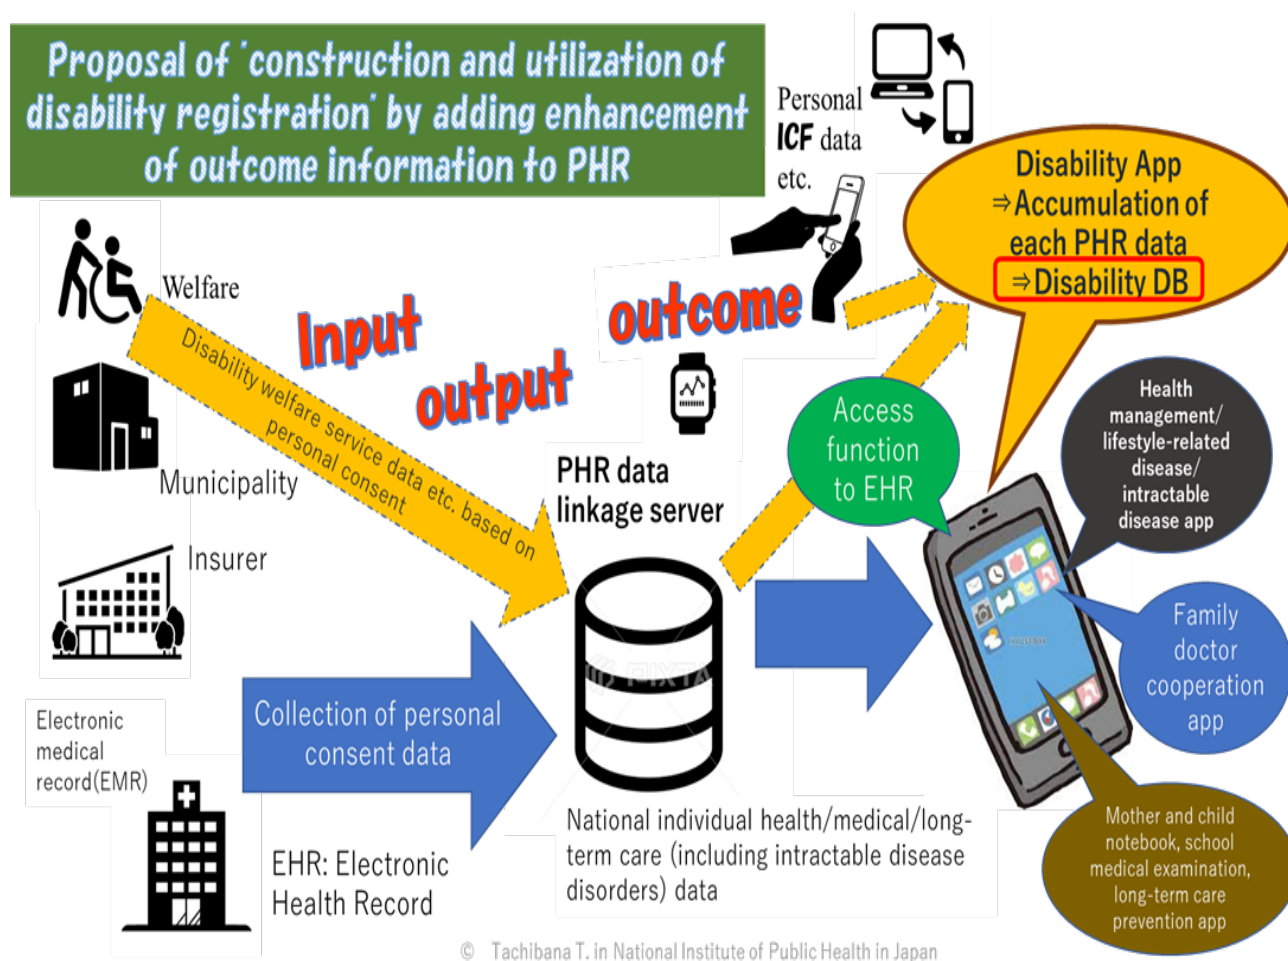 Proposal of "construction and utilization of
disability registration" by adding enhancement
of outcome information to PHR
Personal
ICF data
etc.
Disability App
⇒Accumulation of
each PHR data
⇒Disability DB
Welfare
Input
output
outcome
Disability welfare service data etc. based on
personal consent
Municipality
Insurer
PHR data
linkage server
Access
function
to EHR
Health
management/
lifestyle-related
disease/
intractable
disease app
Family
doctor
cooperation
app
Electronic
medical
record(EMR)
Collection of personal
consent data
PIXTA
EHR: Electronic
Health Record
National individual health/medical/long-
term care (including intractable disease
disorders) data
Mother and child
notebook, school
medical examination,
long-term care
prevention app
© Tachibana T. in National Institute of Public Health in Japan